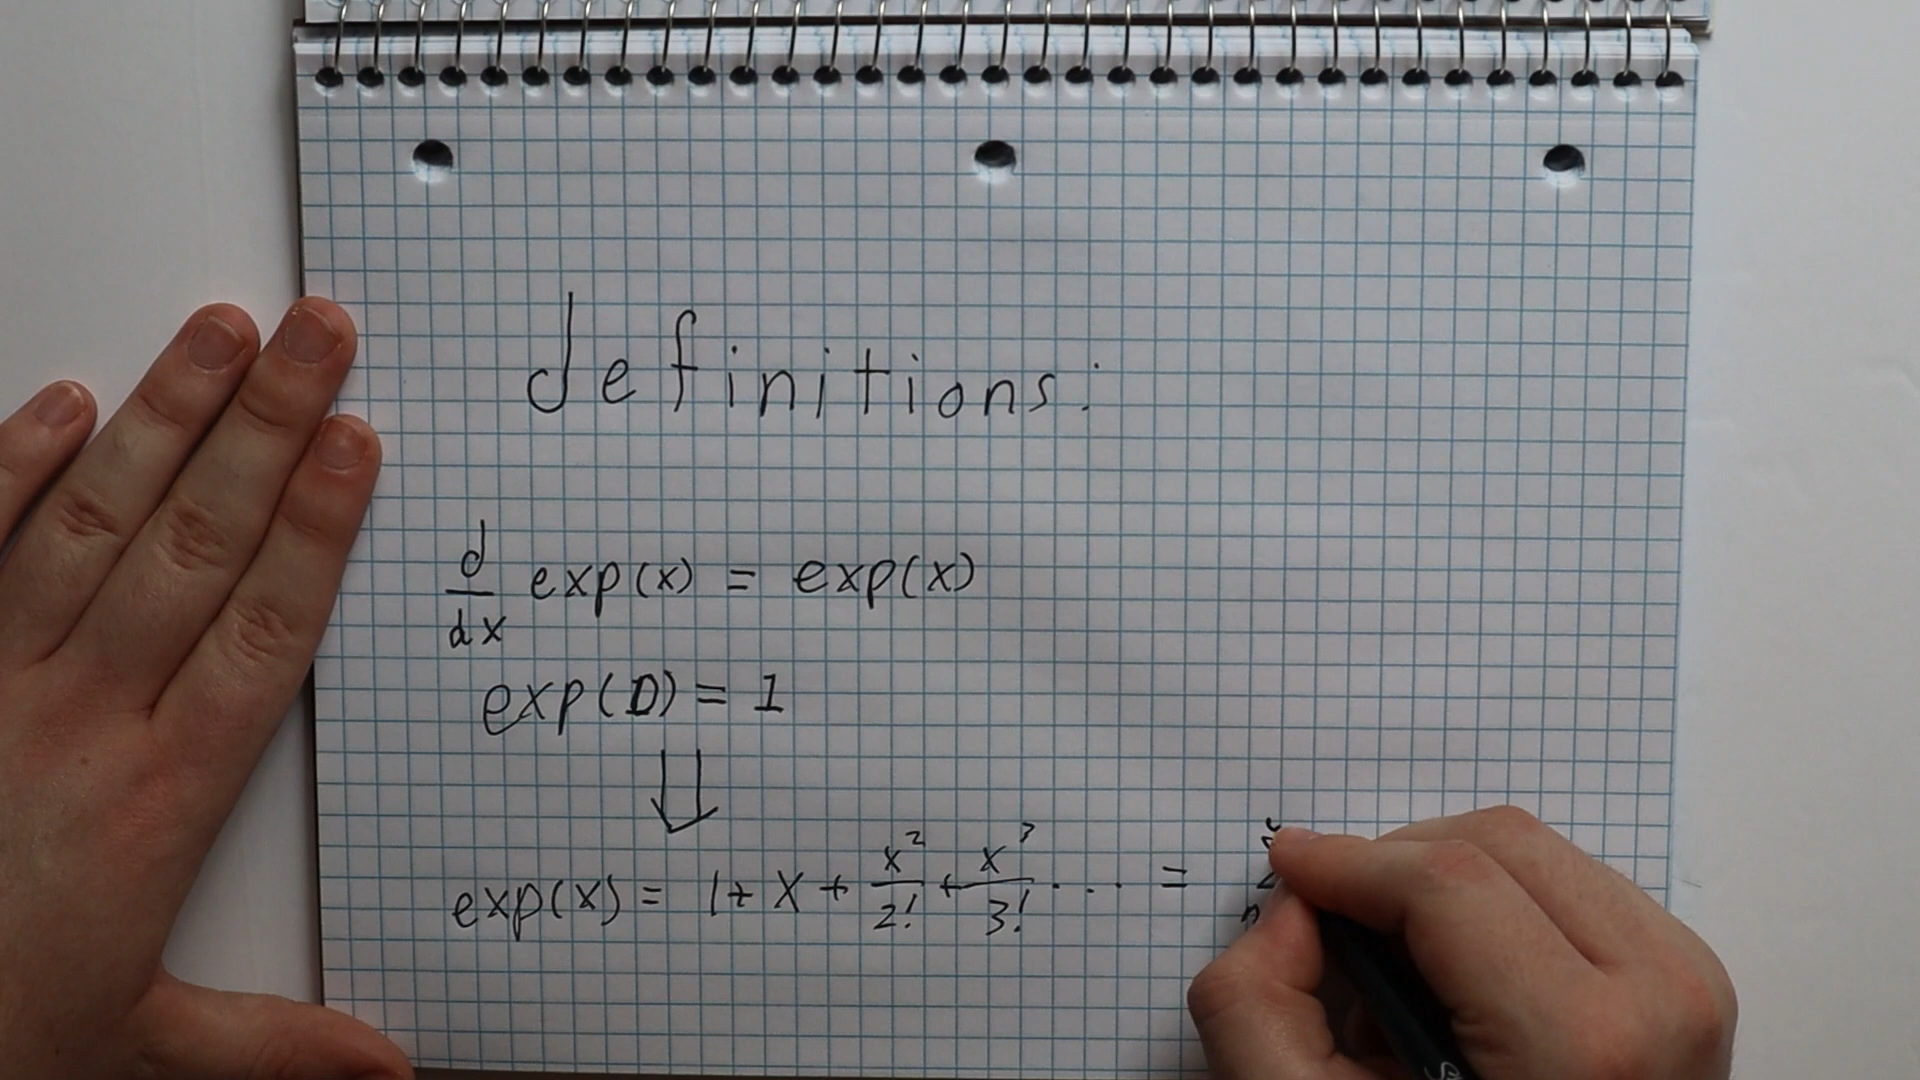 definitions:
d/dx exp(x) = exp(x)
exp(0) = 1
⇓
exp(x) = 1 + x + x²/2! + x³/3! ... =